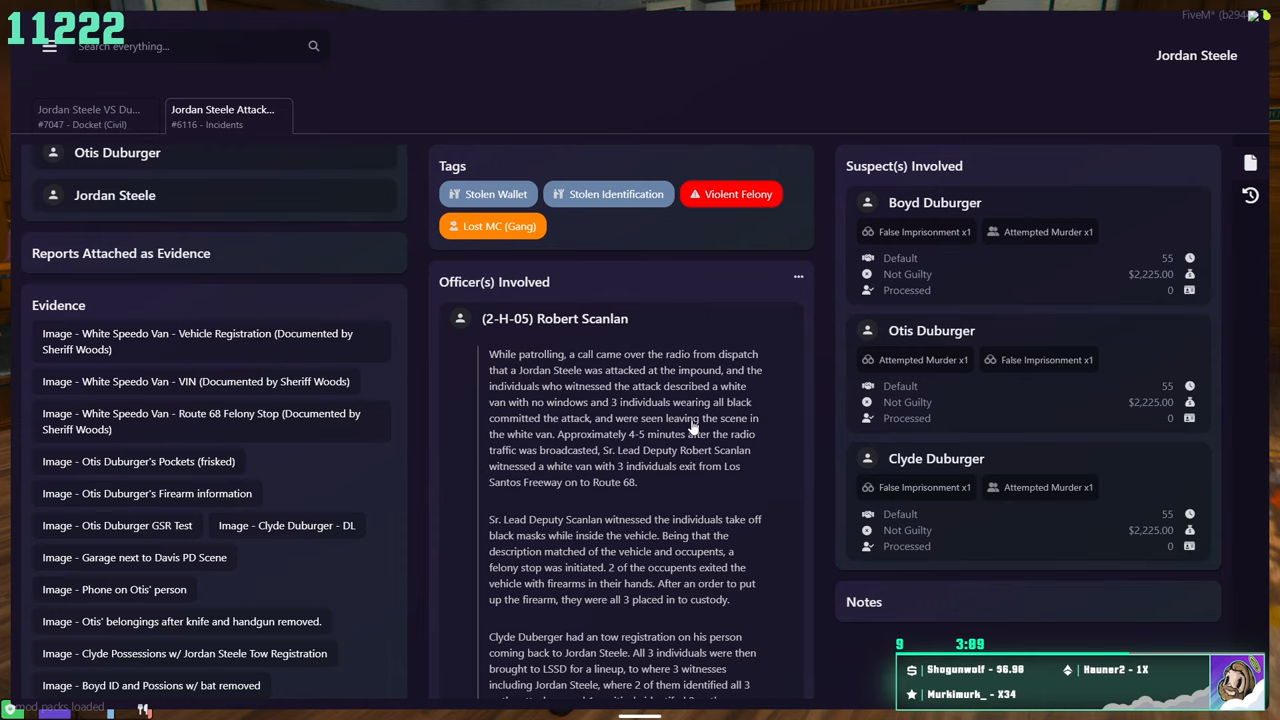 11222
FiveM* (b294
Search everything...
Jordan Steele
Jordan Steele VS Du...
#7047 - Docket (Civil)
Jordan Steele Attack...
#6116 - Incidents
Otis Duburger
Jordan Steele
Reports Attached as Evidence
Evidence
Image - White Speedo Van - Vehicle Registration (Documented by
Sheriff Woods)
Image - White Speedo Van - VIN (Documented by Sheriff Woods)
Image - White Speedo Van - Route 68 Felony Stop (Documented by
Sheriff Woods)
Image - Otis Duburger's Pockets (frisked)
Image - Otis Duburger's Firearm information
Image - Otis Duburger GSR Test
Image - Clyde Duburger - DL
Image - Garage next to Davis PD Scene
Image - Phone on Otis' person
Image - Otis' belongings after knife and handgun removed.
Image - Clyde Possessions w/ Jordan Steele Tow Registration
Image - Boyd ID and Possions w/ bat removed
mod packs loaded
Tags
Stolen Wallet
Stolen Identification
Violent Felony
Lost MC (Gang)
Officer(s) Involved
(2-H-05) Robert Scanlan
While patrolling, a call came over the radio from dispatch
that a Jordan Steele was attacked at the impound, and the
individuals who witnessed the attack described a white
van with no windows and 3 individuals wearing all black
committed the attack, and were seen leaving the scene in
the white van. Approximately 4-5 minutes after the radio
traffic was broadcasted, Sr. Lead Deputy Robert Scanlan
witnessed a white van with 3 individuals exit from Los
Santos Freeway on to Route 68.
Sr. Lead Deputy Scanlan witnessed the individuals take off
black masks while inside the vehicle. Being that the
description matched of the vehicle and occupents, a
felony stop was initiated. 2 of the occupents exited the
vehicle with firearms in their hands. After an order to put
up the firearm, they were all 3 placed in to custody.
Clyde Duberger had an tow registration on his person
coming back to Jordan Steele. All 3 individuals were then
brought to LSSD for a lineup, to where 3 witnesses
including Jordan Steele, where 2 of them identified all 3
Suspect(s) Involved
Boyd Duburger
False Imprisonment x1
Attempted Murder x1
Default
55
Not Guilty
$2,225.00
Processed
0
Otis Duburger
Attempted Murder x1
False Imprisonment x1
Default
55
Not Guilty
$2,225.00
Processed
0
Clyde Duburger
False Imprisonment x1
Attempted Murder x1
Default
55
Not Guilty
$2,225.00
Processed
0
Notes
9
3:09
Shogunwolf - $6.90
Hauner2 - 1X
Murkimurk_ - X34